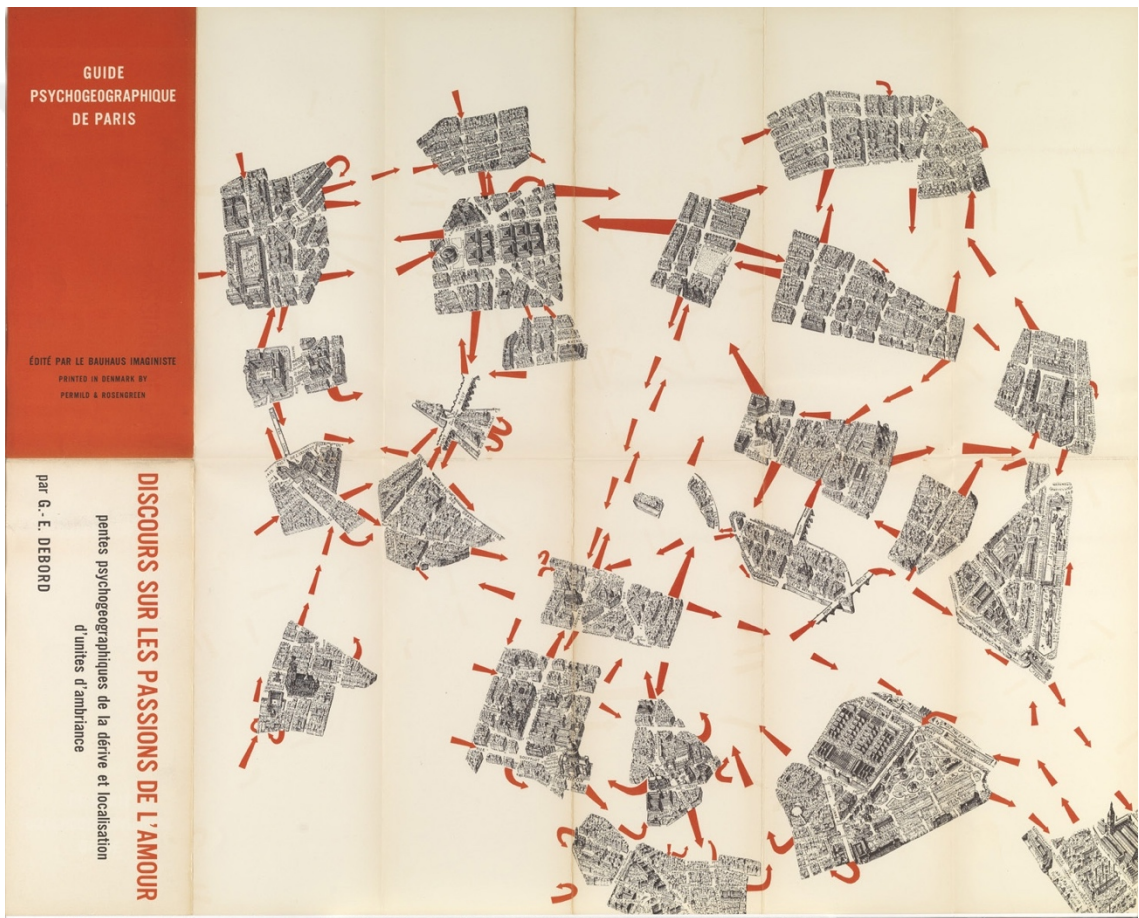 GUIDE
PSYCHOGEOGRAPHIQUE
DE PARIS
ÉDITÉ PAR LE BAUHAUS IMAGINISTE
PRINTED IN DENMARK BY
PERMILD & ROSENGREEN
DISCOURS SUR LES PASSIONS DE L'AMOUR
pentes psychogeographiques de la dérive et localisation
d'unites d'ambriance
par G.-E. DEBORD